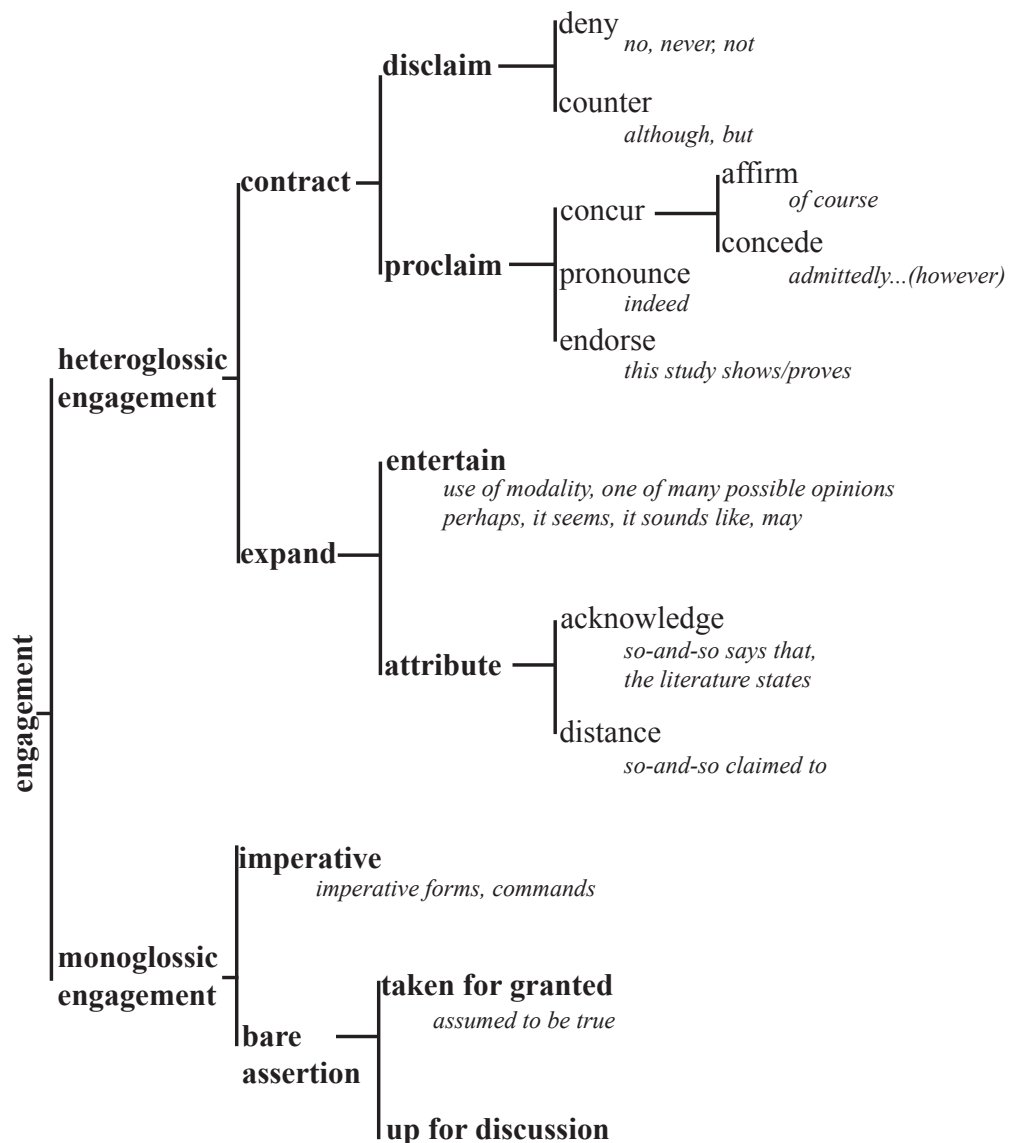 deny
no, never, not
disclaim
counter
although, but
affirm
of course
contract
concur
concede
admittedly...(however)
proclaim
pronounce
indeed
endorse
this study shows/proves
heteroglossic
engagement
entertain
use of modality, one of many possible opinions
perhaps, it seems, it sounds like, may
expand
acknowledge
so-and-so says that,
the literature states
attribute
distance
so-and-so claimed to
engagement
imperative
imperative forms, commands
monoglossic
engagement
taken for granted
assumed to be true
bare
assertion
up for discussion